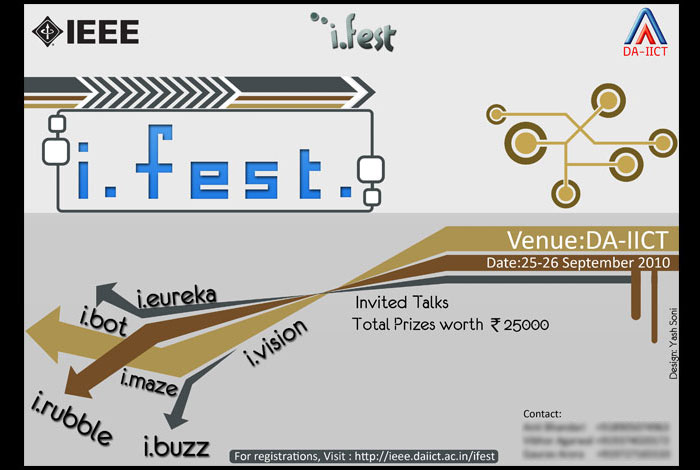 IEEE
i.fest
DA-IICT
i.fest.
Venue:DA-IICT
Date:25-26 September 2010
i.eureka
i.bot
i.vision
i.maze
i.rubble
i.buzz
Invited Talks
Total Prizes worth ₹ 25000
Design: Yash Soni
Contact:
For registrations, Visit : http://ieee.daiict.ac.in/ifest